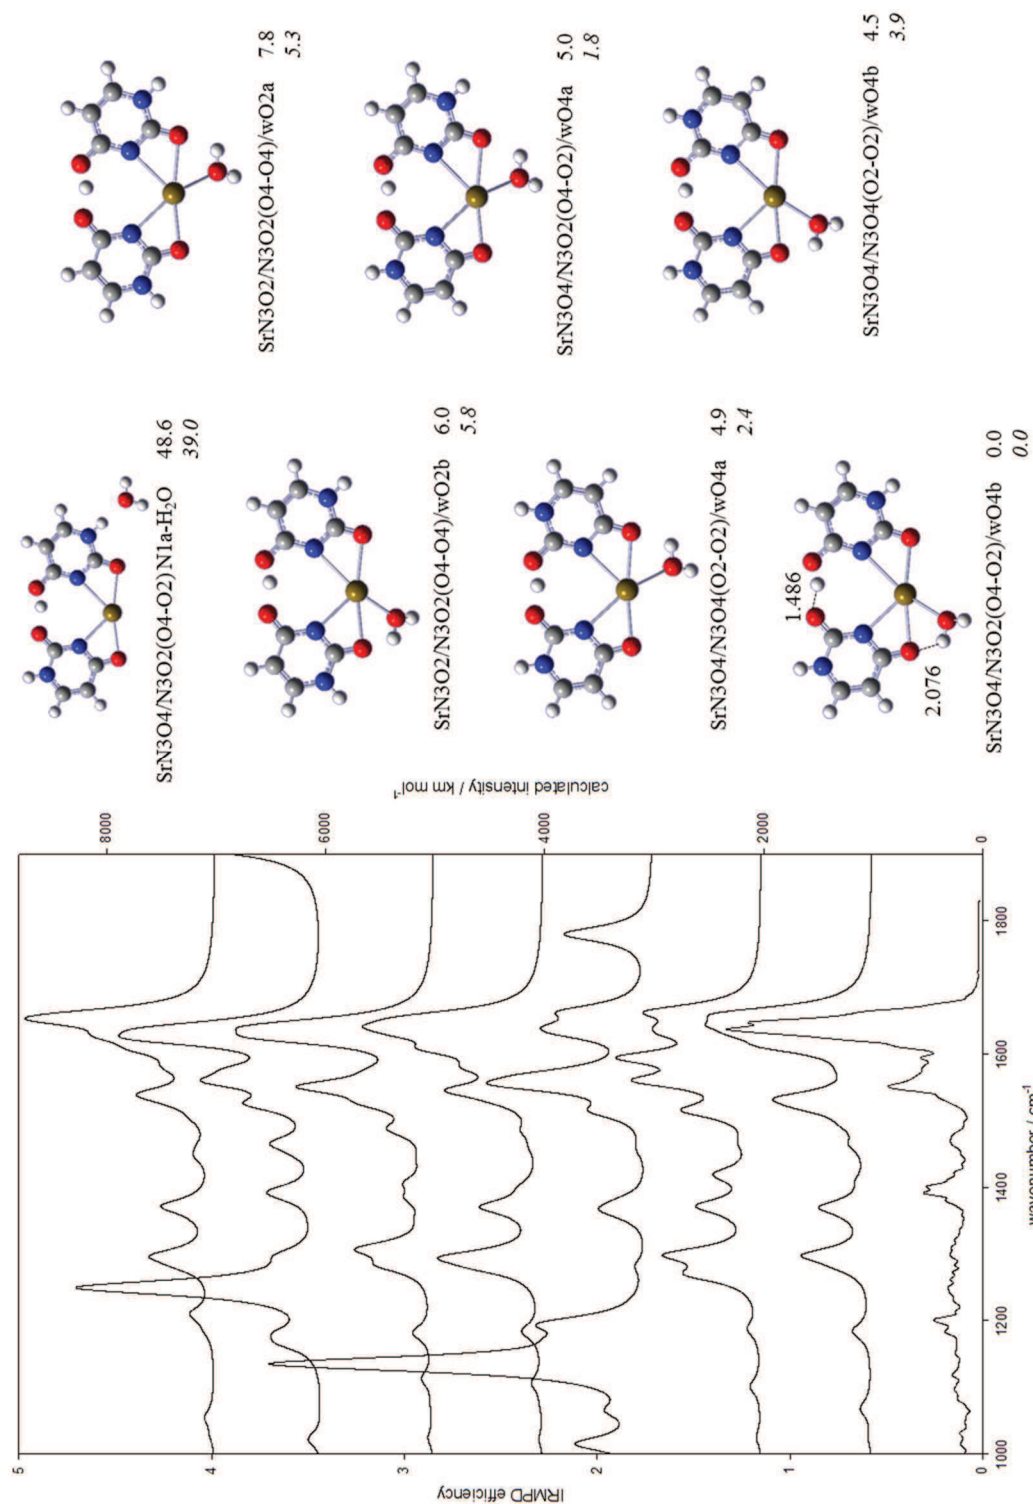 IRMPD efficiency
5
4
3
2
1
0
1000
1200
1400
1600
1800
wavenumber / cm⁻¹
8000
6000
4000
2000
0
calculated intensity / km mol⁻¹
SrN3O4/N3O2(O4-O2) N1a-H₂O 48.6
39.0
SrN3O2/N3O2(O4-O4)/wO2b 6.0
5.8
SrN3O4/N3O4(O2-O2)/wO4a 4.9
2.4
1.486
2.076
SrN3O4/N3O2(O4-O2)/wO4b 0.0
0.0
SrN3O2/N3O2(O4-O4)/wO2a 7.8
5.3
SrN3O4/N3O2(O4-O2)/wO4a 5.0
1.8
SrN3O4/N3O4(O2-O2)/wO4b 4.5
3.9